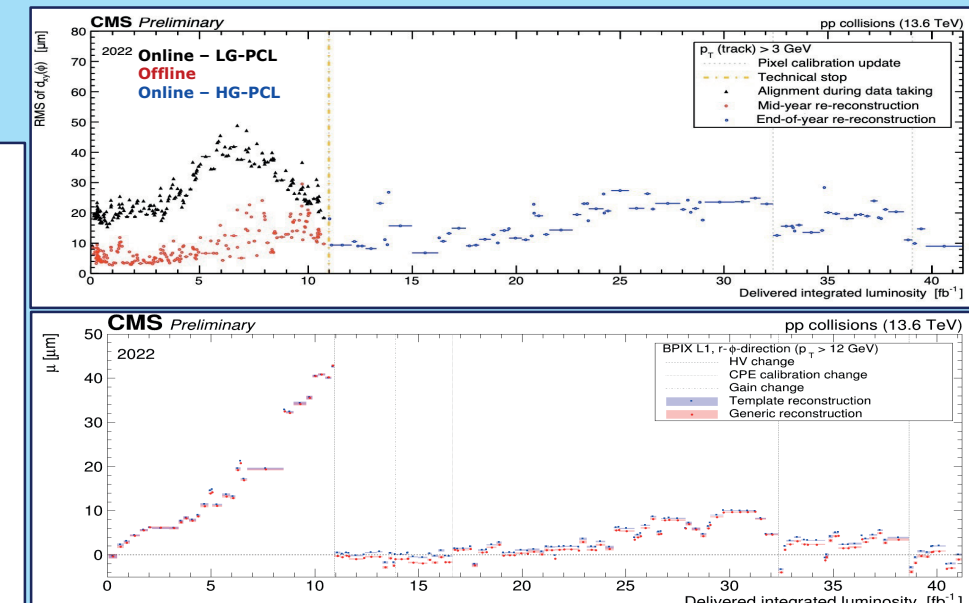 CMS Preliminary pp collisions (13.6 TeV)
RMS of d_xy(ϕ) [μm]
80
70
60
50
40
30
20
10
0
2022 Online – LG-PCL
Offline
Online – HG-PCL
p_T (track) > 3 GeV
Pixel calibration update
Technical stop
Alignment during data taking
Mid-year re-reconstruction
End-of-year re-reconstruction
0 5 10 15 20 25 30 35 40
Delivered integrated luminosity [fb⁻¹]
CMS Preliminary pp collisions (13.6 TeV)
μ [μm]
50
40
30
20
10
0
2022
BPIX L1, r-ϕ-direction (p_T > 12 GeV)
HV change
CPE calibration change
Gain change
Template reconstruction
Generic reconstruction
0 5 10 15 20 25 30 35 40
Delivered integrated luminosity [fb⁻¹]